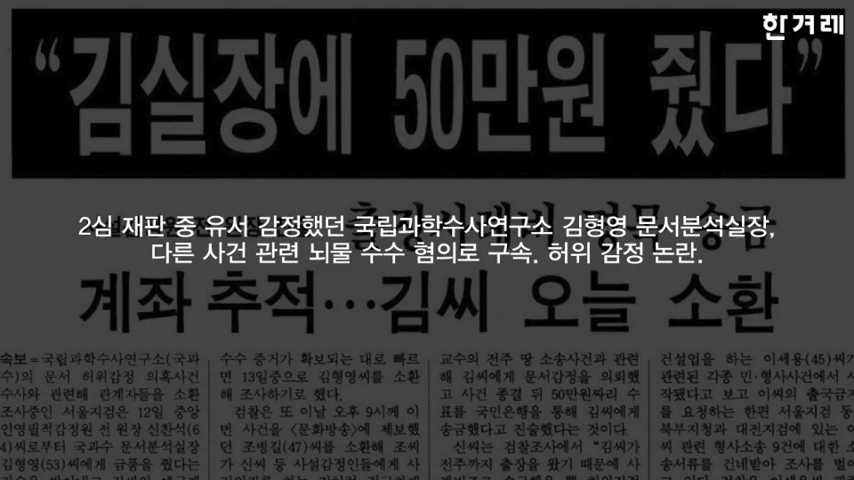 한겨레
“김실장에 50만원 줬다”
2심 재판 중 유서 감정했던 국립과학수사연구소 김형영 문서분석실장,
다른 사건 관련 뇌물 수수 혐의로 구속. 허위 감정 논란.
계좌 추적…김씨 오늘 소환
속보=국립과학수사연구소(국과
수)의 문서 허위감정 의혹사건
수사와 관련해 관계자들을 소환
조사중인 서울지검은 12일 중앙
인영필적감정원 전 원장 신찬석(6
4)씨로부터 국과수 문서분석실장
김형영(53)씨에게 금품을 줬다는
수수 증거가 확보되는 대로 빠르
면 13일중으로 김형영씨를 소환
해 조사하기로 했다.
검찰은 또 이날 오후 9시께 이
번 사건을 〈문화방송〉에 제보했
던 조병길(47)씨를 소환해 조씨
가 신씨 등 사설감정인들에게 사
교수의 전주 땅 소송사건과 관련
해 김씨에게 문서감정을 의뢰했
고 사건 종결 뒤 50만원짜리 수
표를 국민은행을 통해 김씨에게
송금했다고 진술했다는 것이다.
신씨는 검찰조사에서 “김씨가
전주까지 출장을 왔기 때문에 사
건설업을 하는 이세용(45)씨가
관련된 각종 민·형사사건에서 시
작됐다고 보고 이씨의 출국금지
를 요청하는 한편 서울지검 동
북부지청과 대전지검에 있는 이
씨 관련 형사소송 9건에 대한 소
송서류를 건네받아 조사를 벌이